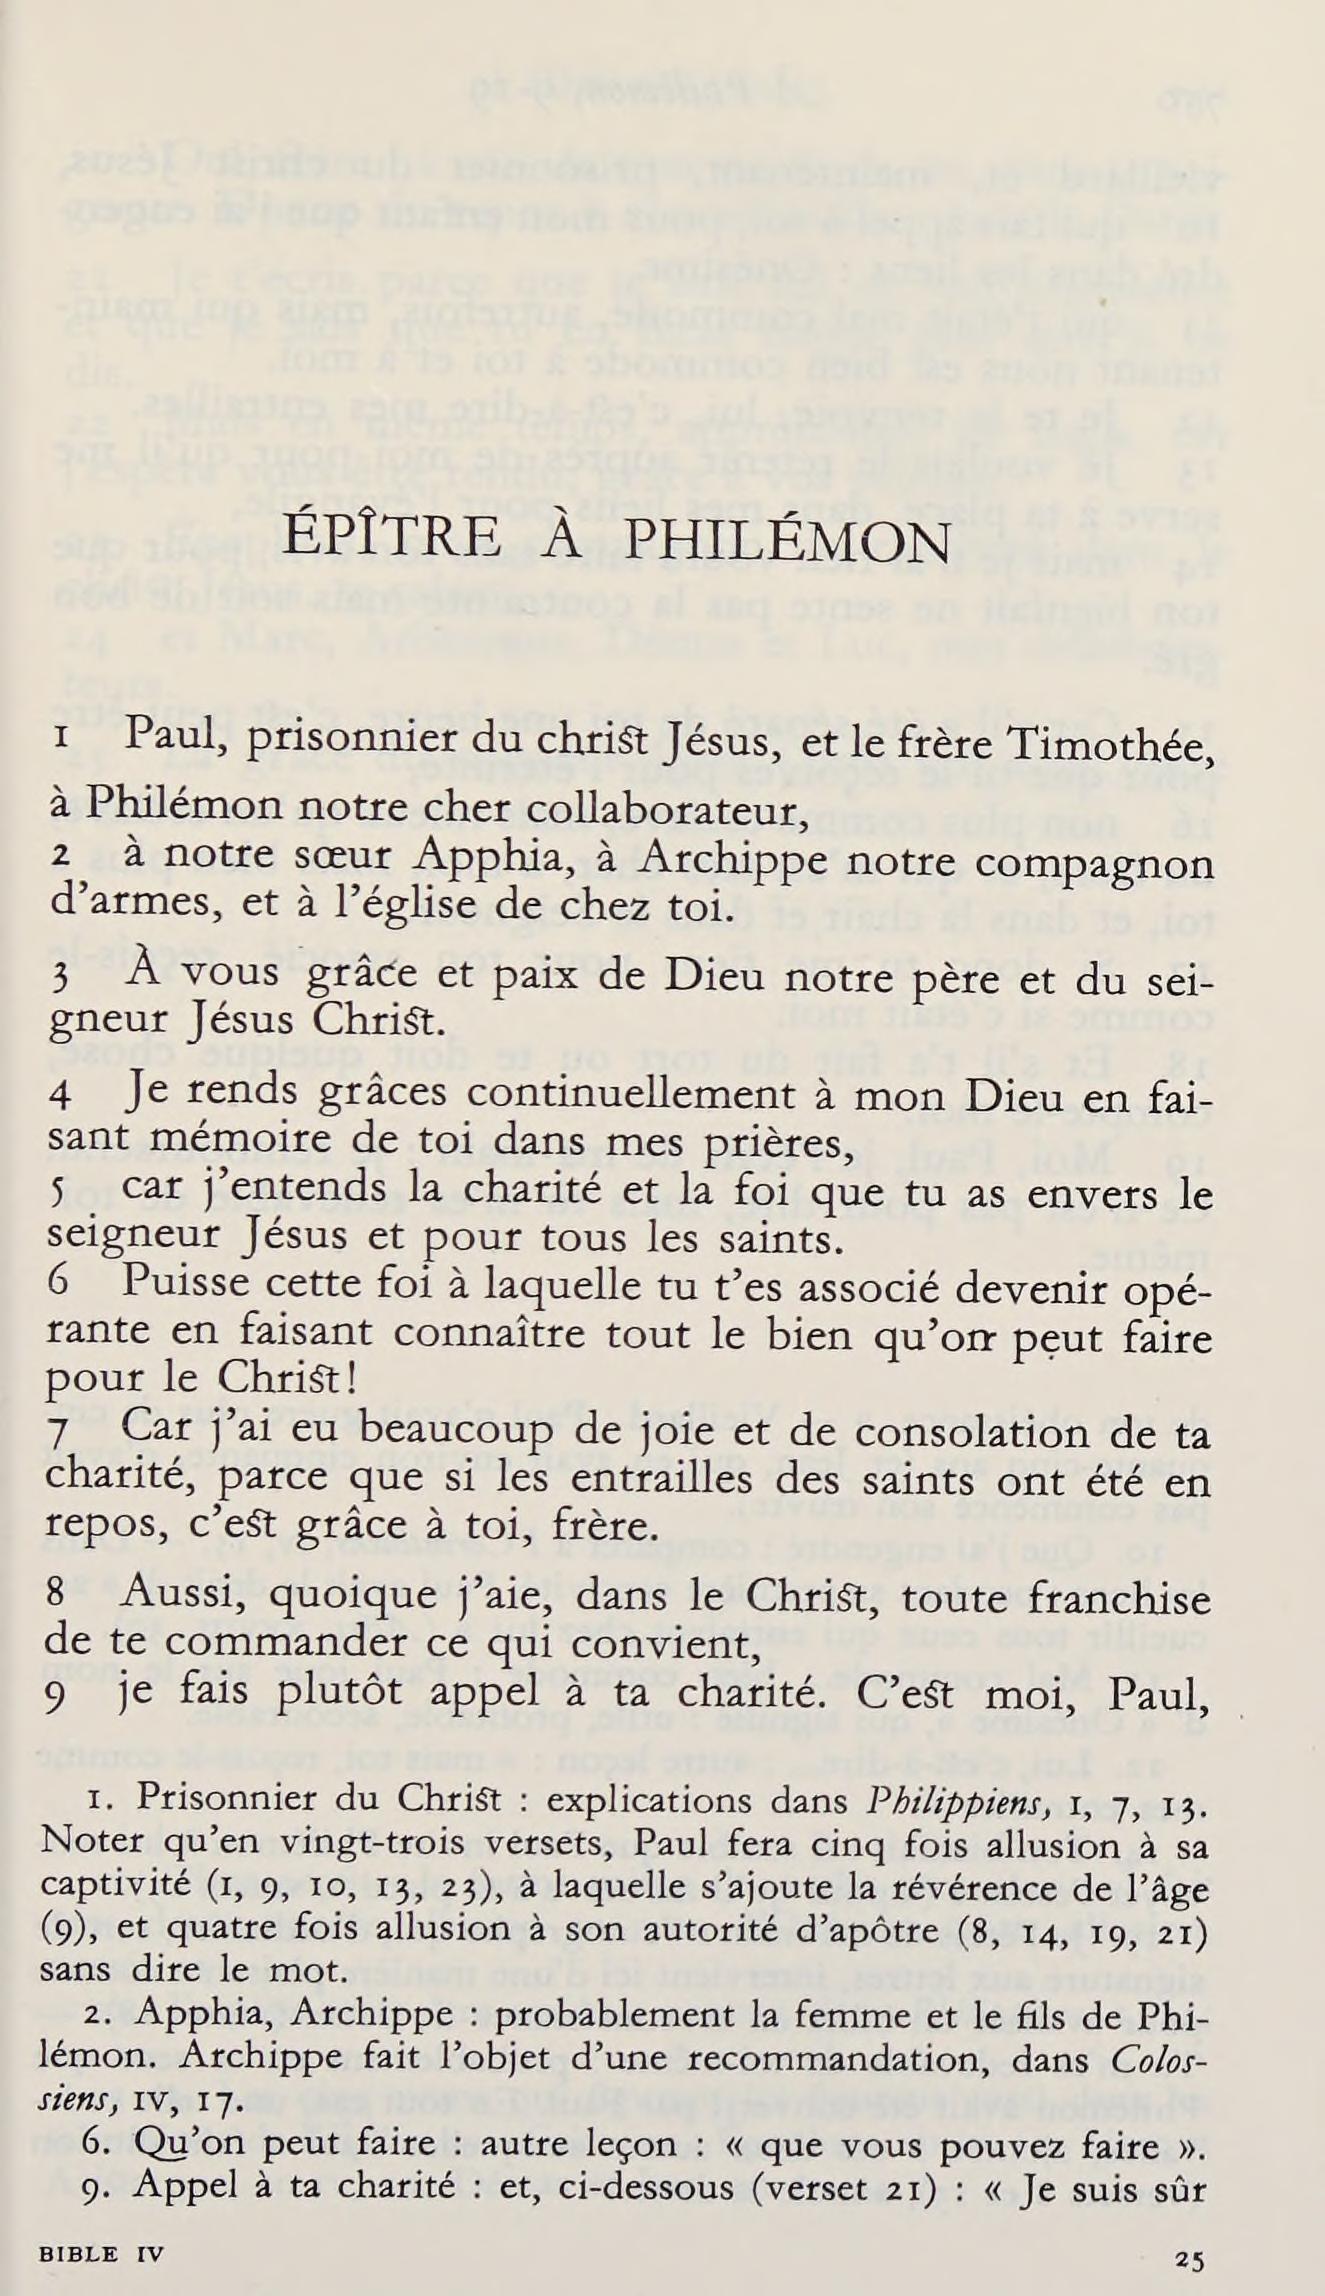 ÉPÎTRE À PHILÉMON
1 Paul, prisonnier du christ Jésus, et le frère Timothée,
à Philémon notre cher collaborateur,
2 à notre sœur Apphia, à Archippe notre compagnon
d’armes, et à l’église de chez toi.
3 À vous grâce et paix de Dieu notre père et du sei-
gneur Jésus Christ.
4 Je rends grâces continuellement à mon Dieu en fai-
sant mémoire de toi dans mes prières,
5 car j’entends la charité et la foi que tu as envers le
seigneur Jésus et pour tous les saints.
6 Puisse cette foi à laquelle tu t’es associé devenir opé-
rante en faisant connaître tout le bien qu’on peut faire
pour le Christ!
7 Car j’ai eu beaucoup de joie et de consolation de ta
charité, parce que si les entrailles des saints ont été en
repos, c’est grâce à toi, frère.
8 Aussi, quoique j’aie, dans le Christ, toute franchise
de te commander ce qui convient,
9 je fais plutôt appel à ta charité. C’est moi, Paul,
1. Prisonnier du Christ : explications dans Philippiens, I, 7, 13.
Noter qu’en vingt-trois versets, Paul fera cinq fois allusion à sa
captivité (1, 9, 10, 13, 23), à laquelle s’ajoute la révérence de l’âge
(9), et quatre fois allusion à son autorité d’apôtre (8, 14, 19, 21)
sans dire le mot.
2. Apphia, Archippe : probablement la femme et le fils de Phi-
lémon. Archippe fait l’objet d’une recommandation, dans Colos-
siens, IV, 17.
6. Qu’on peut faire : autre leçon : « que vous pouvez faire ».
9. Appel à ta charité : et, ci-dessous (verset 21) : « Je suis sûr
BIBLE IV 25